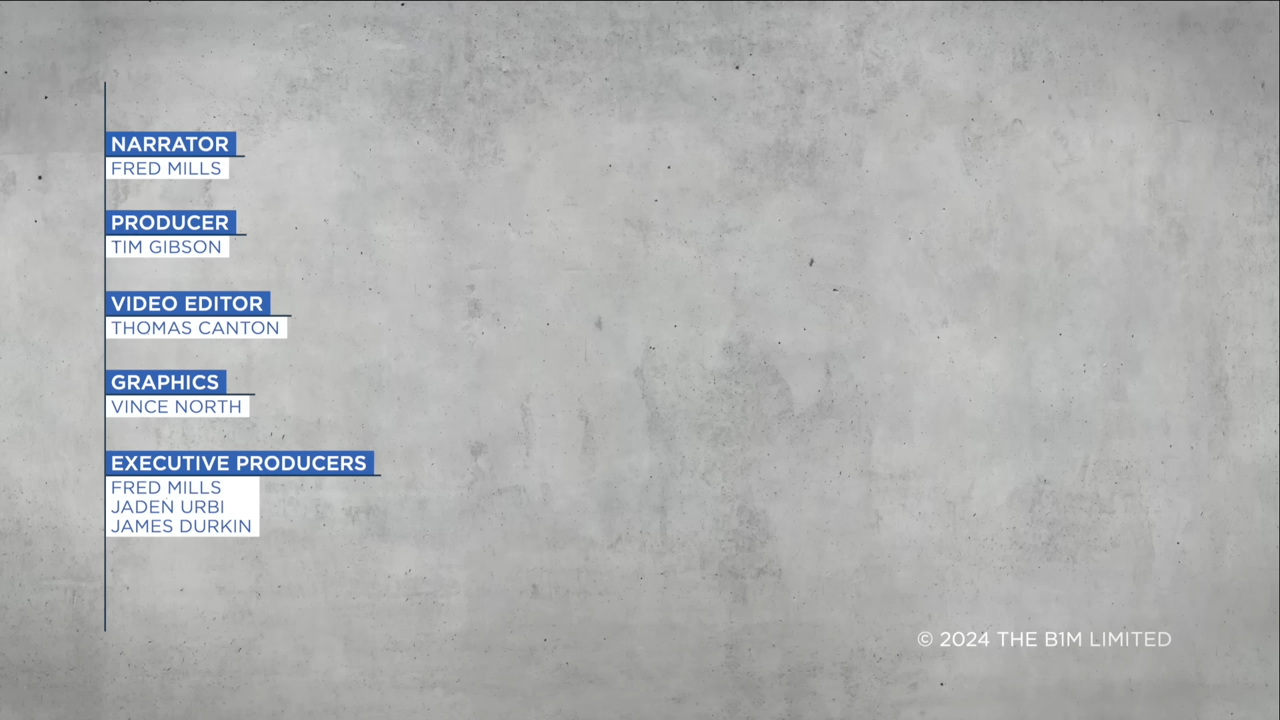 NARRATOR
FRED MILLS
PRODUCER
TIM GIBSON
VIDEO EDITOR
THOMAS CANTON
GRAPHICS
VINCE NORTH
EXECUTIVE PRODUCERS
FRED MILLS
JADEN URBI
JAMES DURKIN
© 2024 THE B1M LIMITED